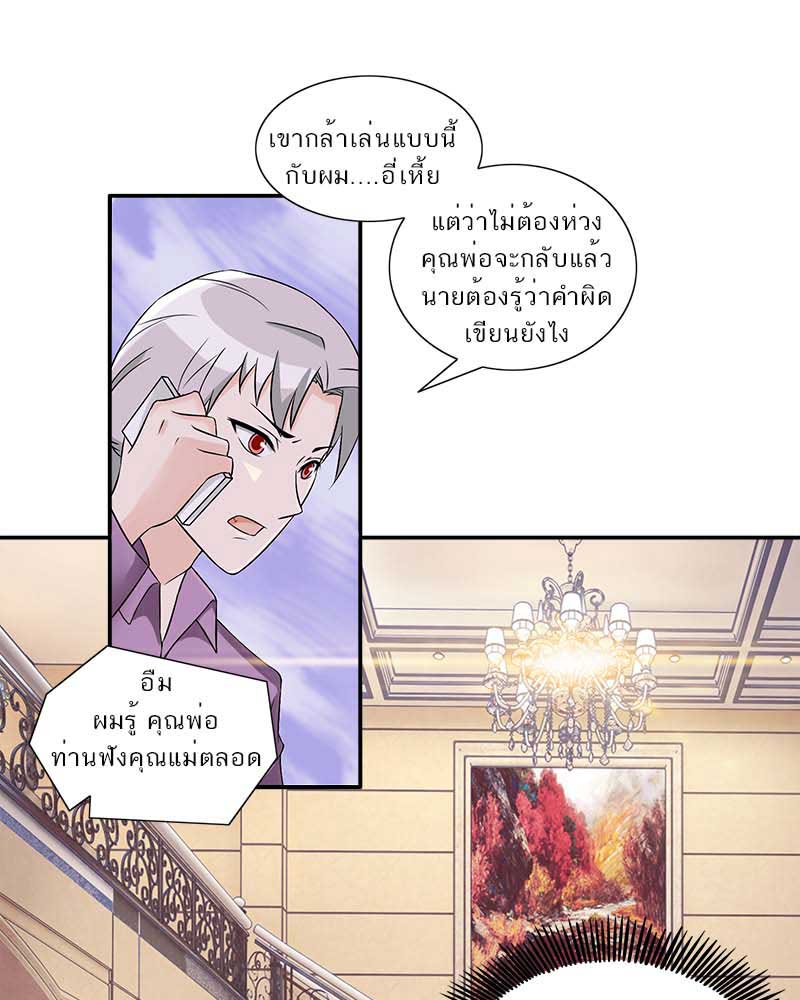 เขากล้าเล่นแบบนี้
กับผม....อี่เหี้ย
แต่ว่าไม่ต้องห่วง
คุณพ่อจะกลับแล้ว
นายต้องรู้ว่าคำผิด
เขียนยังไง
อืม
ผมรู้ คุณพ่อ
ท่านฟังคุณแม่ตลอด